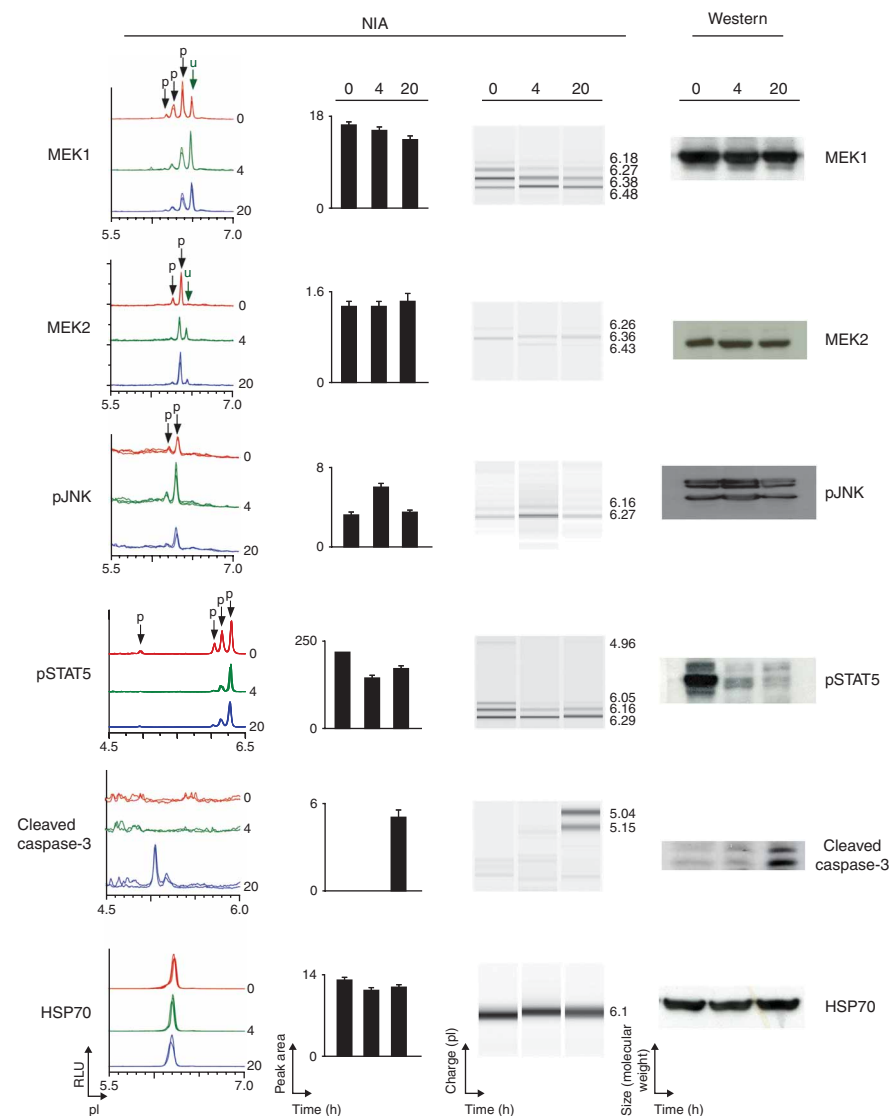 NIA
Western
p
p
p
u
0
4
20
0
4
20
0
4
20
MEK1
0
4
20
5.5
7.0
18
0
6.18
6.27
6.38
6.48
MEK1
p
p
u
MEK2
0
4
20
5.5
7.0
1.6
0
6.26
6.36
6.43
MEK2
p
p
pJNK
0
4
20
5.5
7.0
8
0
6.16
6.27
pJNK
p
p
p
p
pSTAT5
0
4
20
4.5
6.5
250
0
4.96
6.05
6.16
6.29
pSTAT5
Cleaved
caspase-3
0
4
20
4.5
6.0
6
0
5.04
5.15
Cleaved
caspase-3
HSP70
0
4
20
5.5
7.0
14
0
6.1
HSP70
RLU
pI
Peak area
Time (h)
Charge (pI)
Time (h)
Size (molecular
weight)
Time (h)